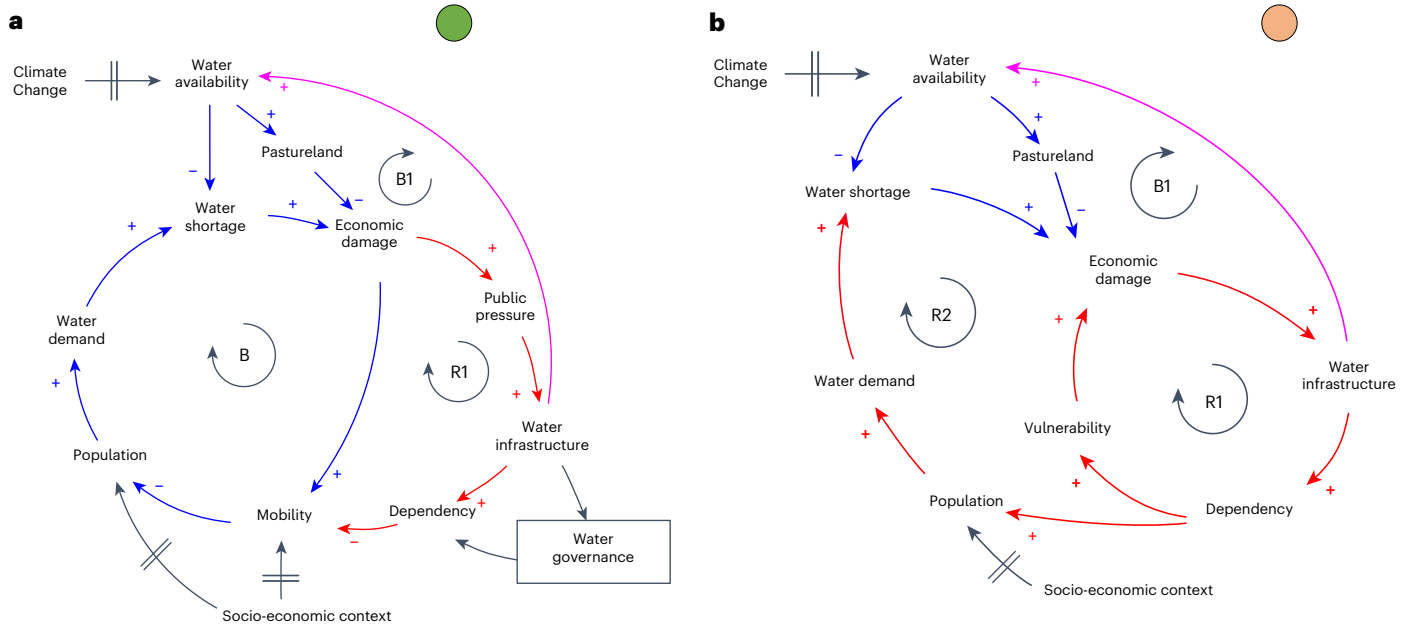 a
Climate
Change
Water
availability
+
+
Pastureland
B1
−
−
+
Water
shortage
+
Economic
damage
+
Public
pressure
Water
demand
B
R1
+
+
Water
infrastructure
Population
−
+
Mobility
Dependency
+
−
Water
governance
Socio-economic context
b
Climate
Change
Water
availability
+
+
−
Pastureland
B1
Water shortage
+
−
+
Economic
damage
R2
+
+
Water demand
Water
infrastructure
R1
+
Vulnerability
+
+
Population
Dependency
+
Socio-economic context